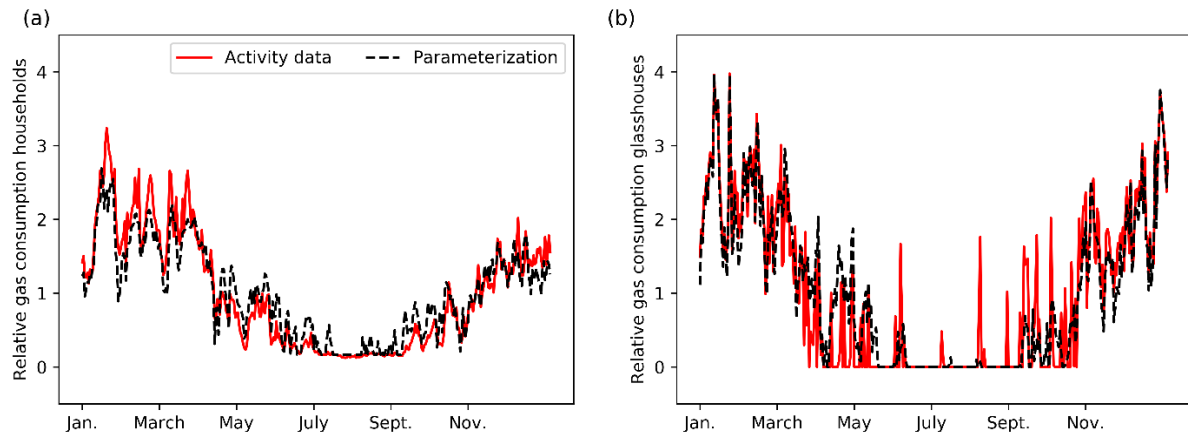 (a)
Relative gas consumption households
4
3
2
1
0
Activity data
Parameterization
Jan. March May July Sept. Nov.
(b)
Relative gas consumption glasshouses
4
3
2
1
0
Jan. March May July Sept. Nov.